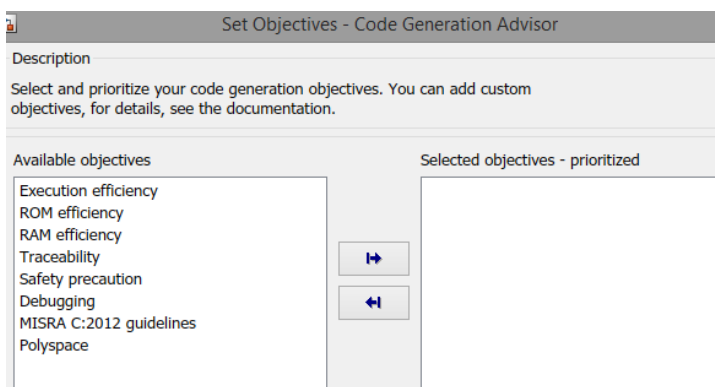 Set Objectives - Code Generation Advisor
Description
Select and prioritize your code generation objectives. You can add custom
objectives, for details, see the documentation.
Available objectives
Selected objectives - prioritized
Execution efficiency
ROM efficiency
RAM efficiency
Traceability
Safety precaution
Debugging
MISRA C:2012 guidelines
Polyspace